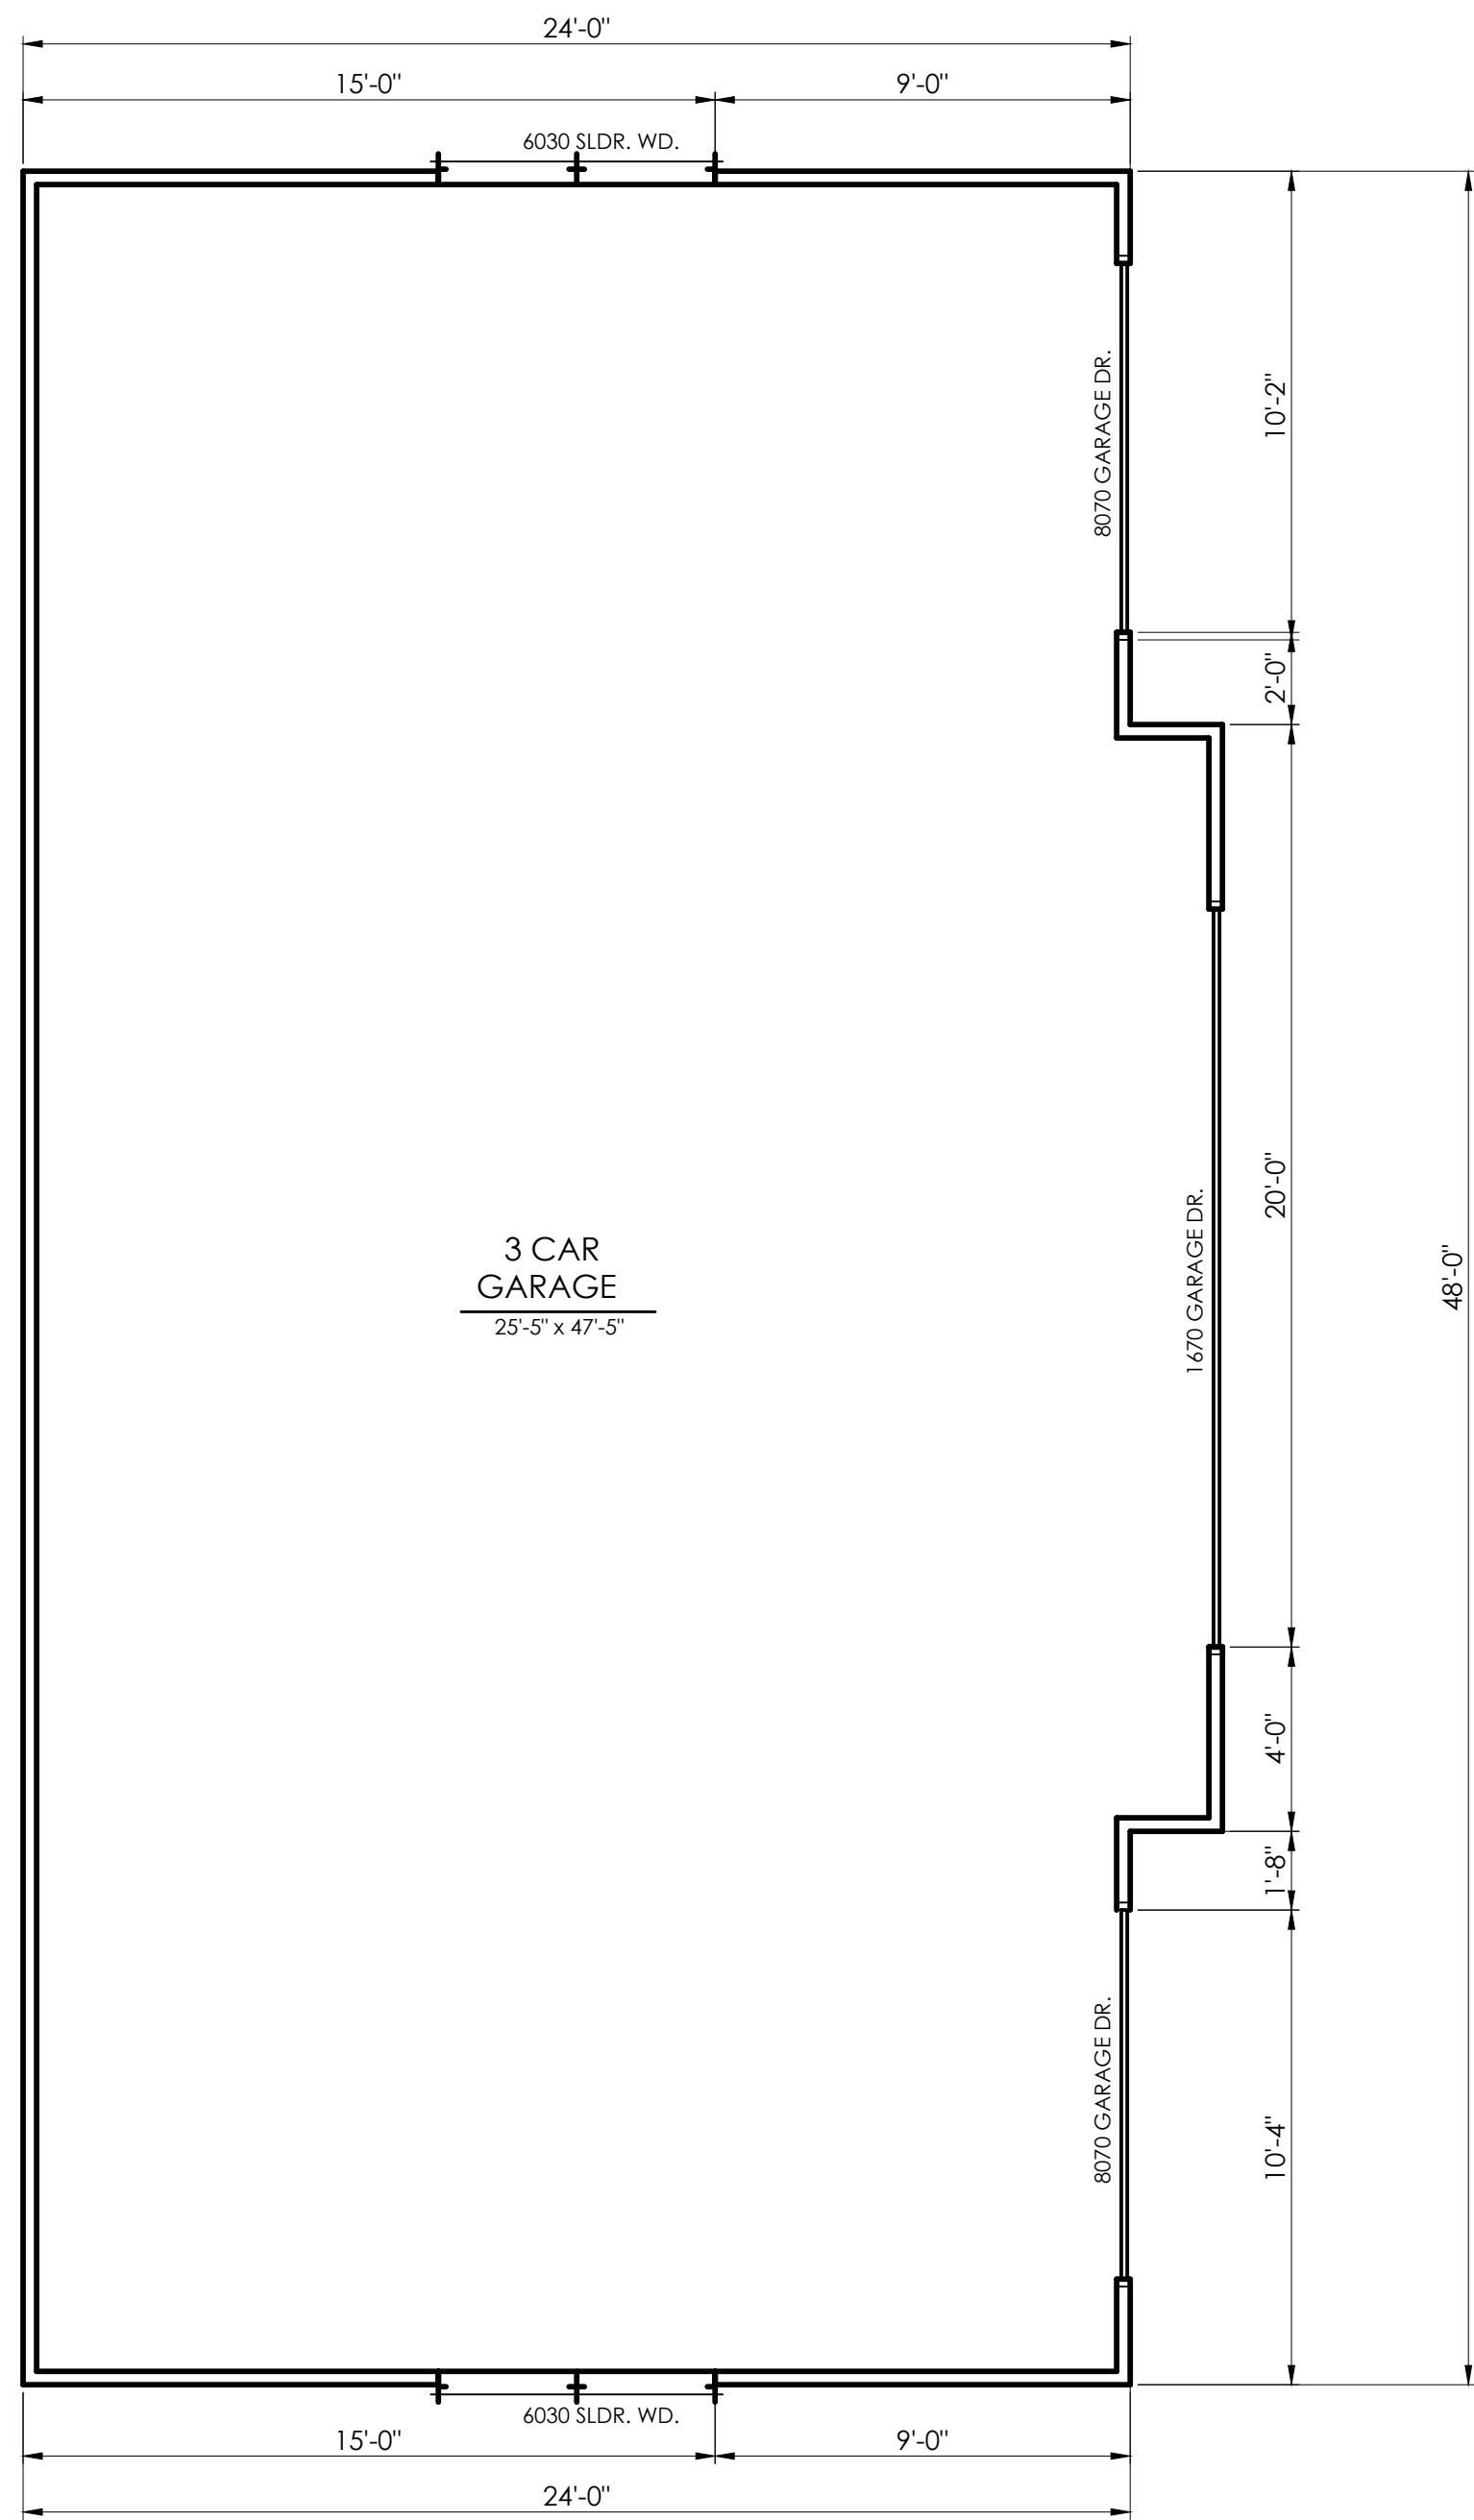 24'-0"
15'-0"
9'-0"
6030 SLDR. WD.
8070 GARAGE DR.
10'-2"
2'-0"
20'-0"
1670 GARAGE DR.
48'-0"
3 CAR
GARAGE
25'-5" x 47'-5"
4'-0"
1'-8"
8070 GARAGE DR.
10'-4"
6030 SLDR. WD.
15'-0"
9'-0"
24'-0"